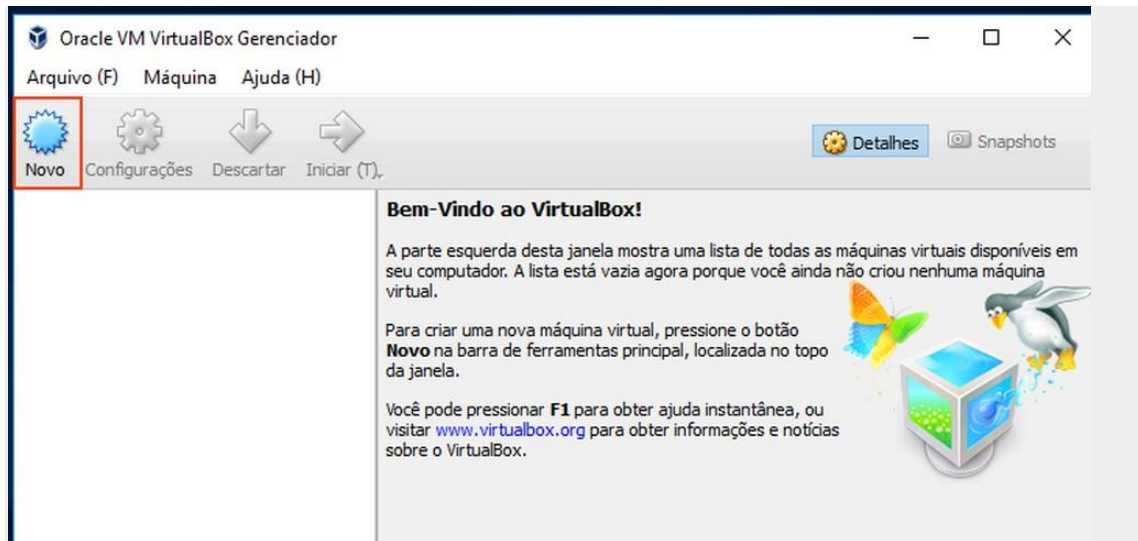 Oracle VM VirtualBox Gerenciador
Arquivo (F) Máquina Ajuda (H)
Novo Configurações Descartar Iniciar (T)
Detalhes Snapshots
Bem-Vindo ao VirtualBox!
A parte esquerda desta janela mostra uma lista de todas as máquinas virtuais disponíveis em
seu computador. A lista está vazia agora porque você ainda não criou nenhuma máquina
virtual.
Para criar uma nova máquina virtual, pressione o botão
Novo na barra de ferramentas principal, localizada no topo
da janela.
Você pode pressionar F1 para obter ajuda instantânea, ou
visitar www.virtualbox.org para obter informações e notícias
sobre o VirtualBox.